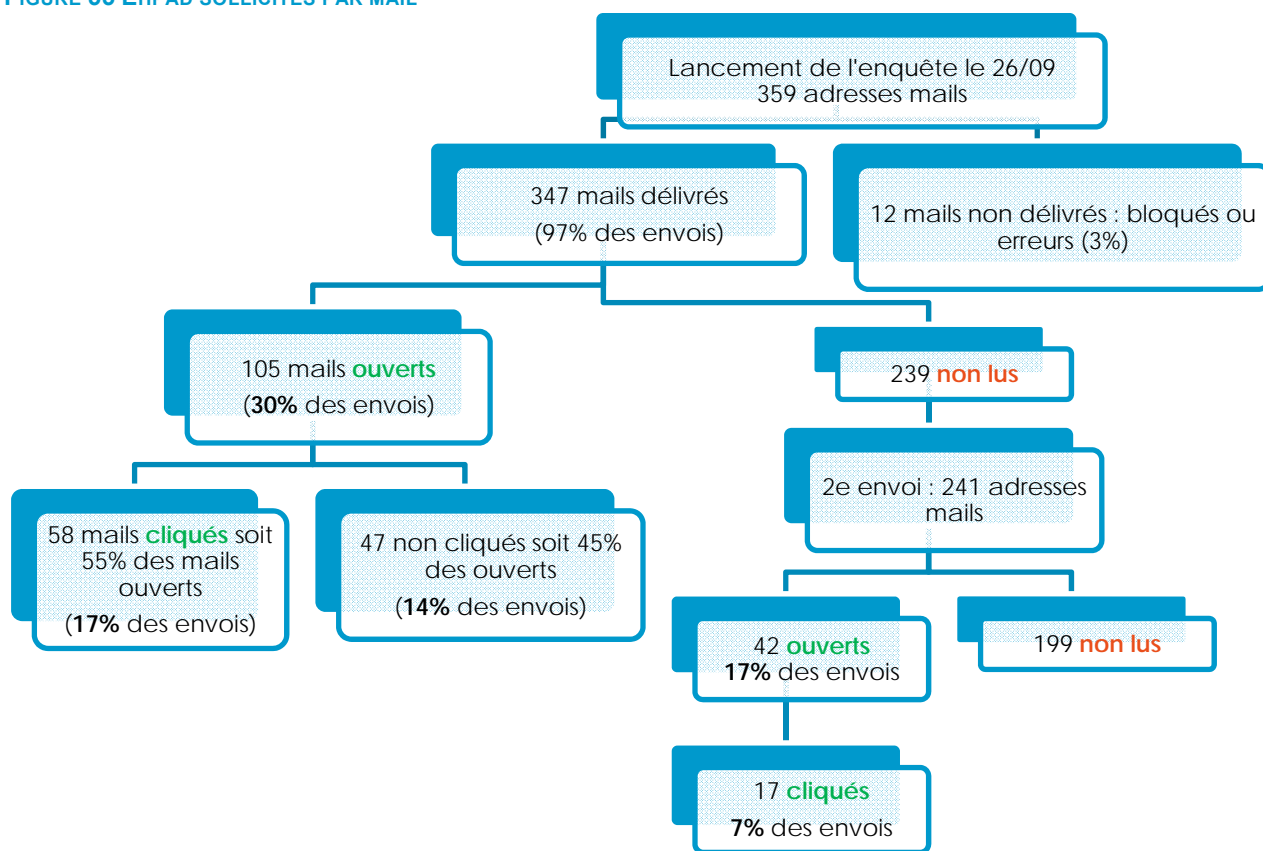 Lancement de l'enquête le 26/09
359 adresses mails
347 mails délivrés
(97% des envois)
12 mails non délivrés : bloqués ou
erreurs (3%)
105 mails ouverts
(30% des envois)
239 non lus
2e envoi : 241 adresses
mails
58 mails cliqués soit
55% des mails
ouverts
(17% des envois)
47 non cliqués soit 45%
des ouverts
(14% des envois)
42 ouverts
17% des envois
199 non lus
17 cliqués
7% des envois